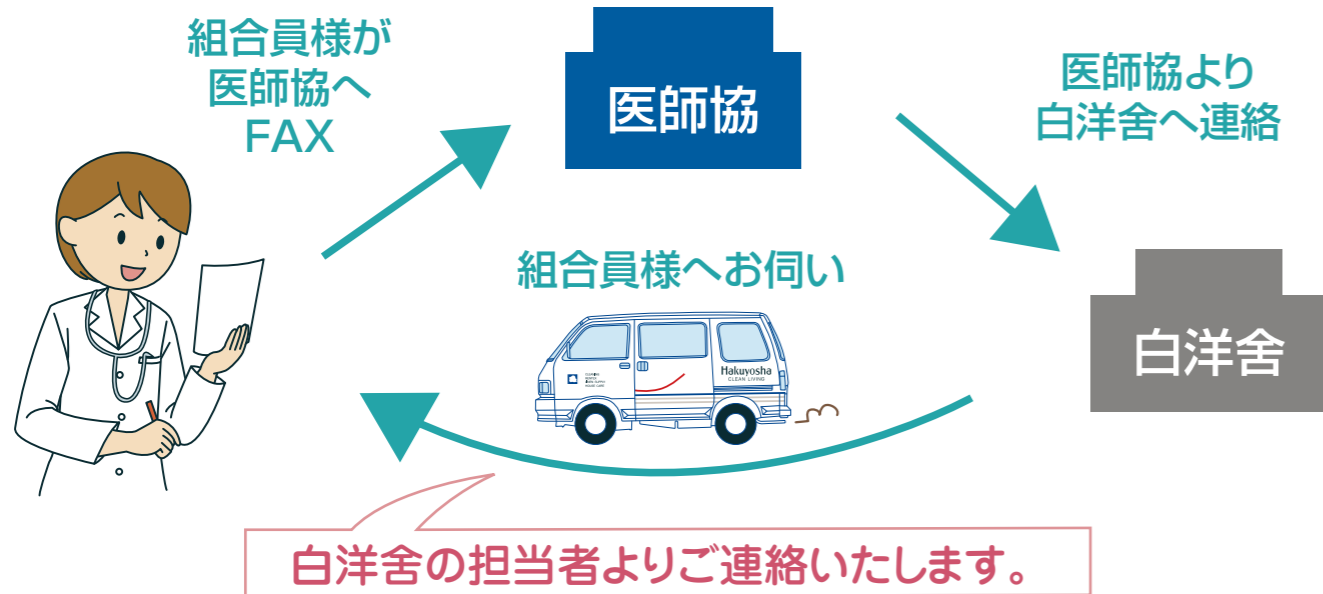 組合員様が
医師協へ
FAX
医師協
医師協より
白洋舍へ連絡
組合員様へお伺い
Hakuyosha
CLEAN LIVING
白洋舍
白洋舍の担当者よりご連絡いたします。